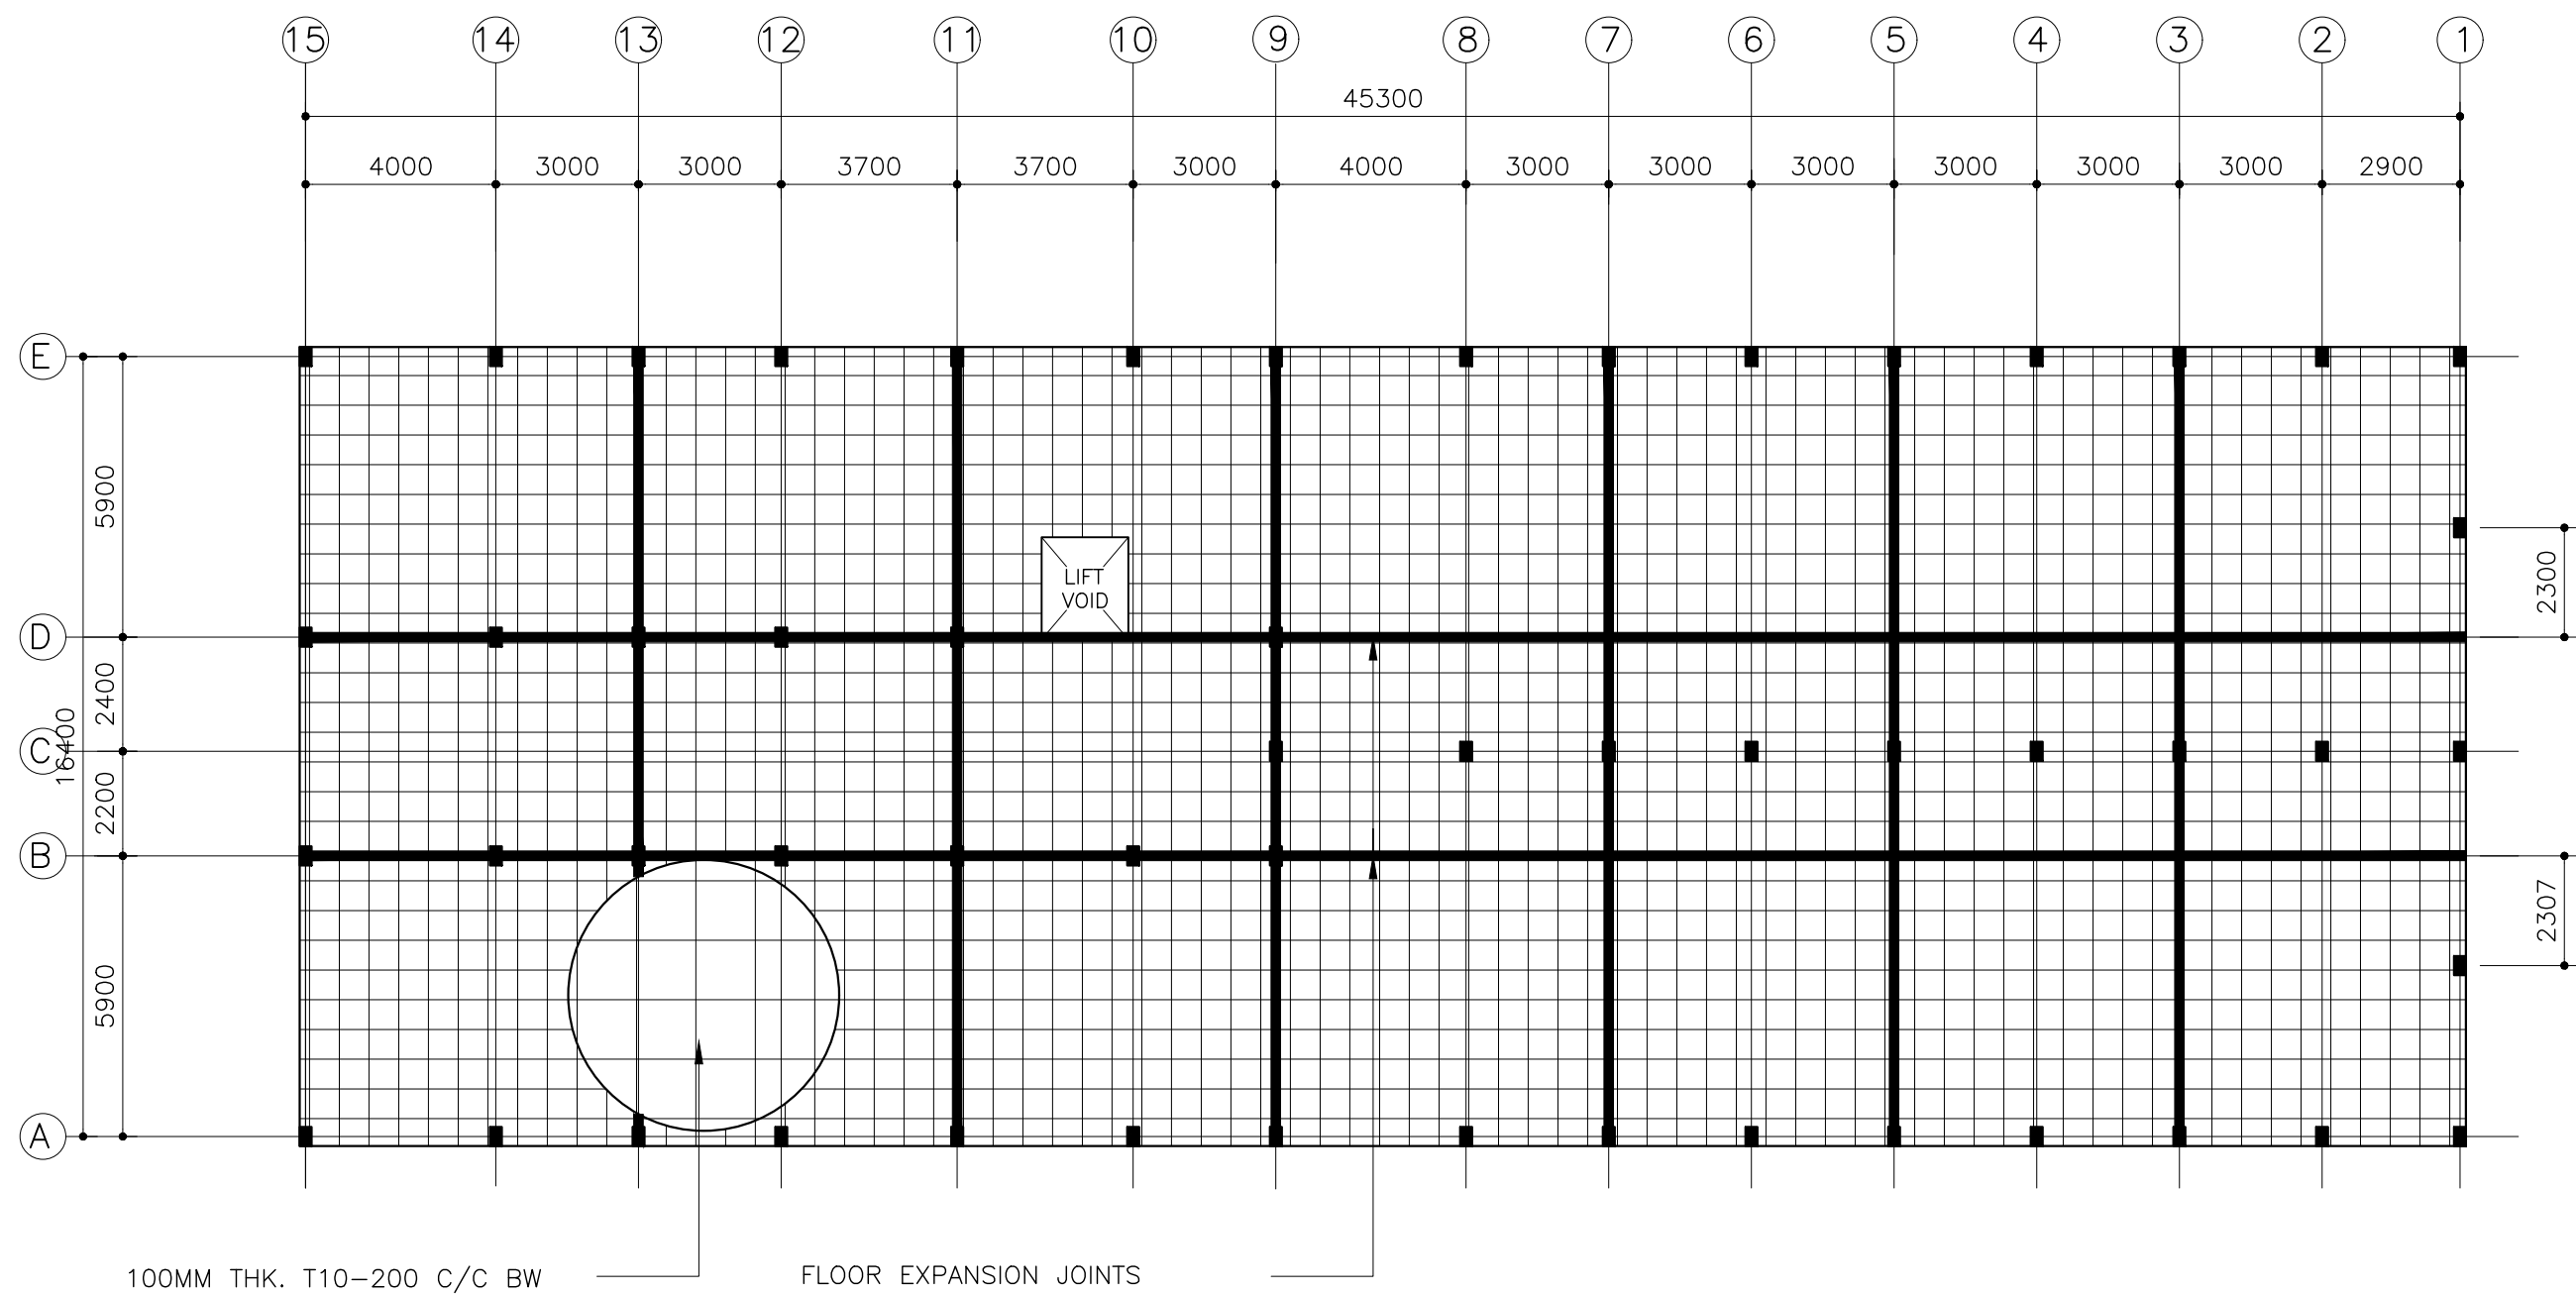 15 14 13 12 11 10 9 8 7 6 5 4 3 2 1
45300
4000 3000 3000 3700 3700 3000 4000 3000 3000 3000 3000 3000 3000 2900
E
5900
LIFT
VOID
2300
D
2400
C
16400
2200
B
2307
5900
A
100MM THK. T10-200 C/C BW
FLOOR EXPANSION JOINTS